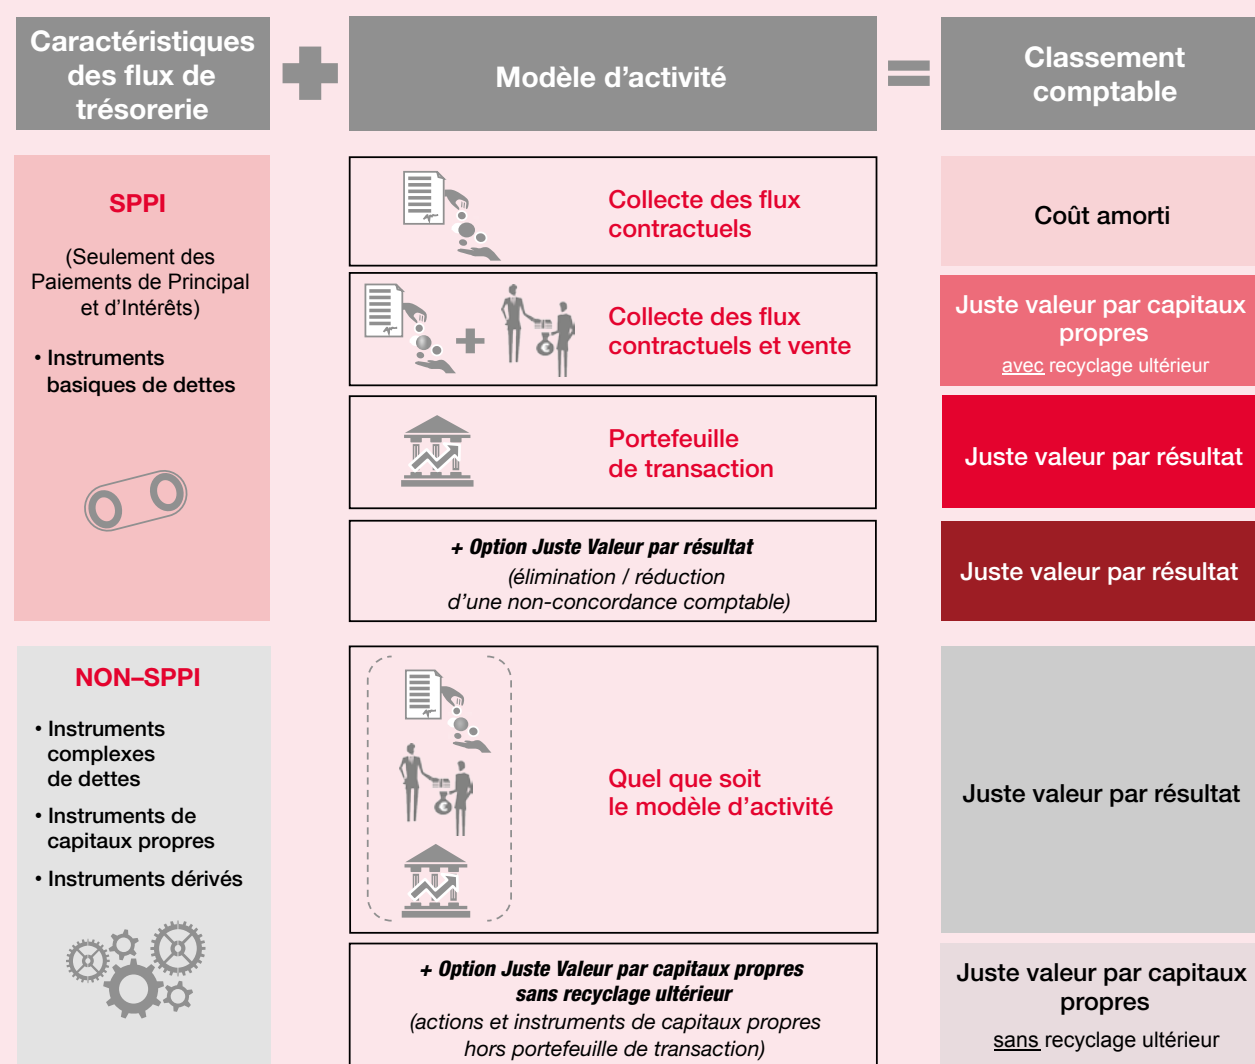 Caractéristiques
des flux de
trésorerie
Modèle d'activité
Classement
comptable
SPPI
(Seulement des
Paiements de Principal
et d'Intérêts)
• Instruments
basiques de dettes
Collecte des flux
contractuels
Coût amorti
Collecte des flux
contractuels et vente
Juste valeur par capitaux
propres
avec recyclage ultérieur
Portefeuille
de transaction
Juste valeur par résultat
+ Option Juste Valeur par résultat
(élimination / réduction
d'une non-concordance comptable)
Juste valeur par résultat
NON–SPPI
• Instruments
complexes
de dettes
• Instruments de
capitaux propres
• Instruments dérivés
Quel que soit
le modèle d'activité
Juste valeur par résultat
+ Option Juste Valeur par capitaux propres
sans recyclage ultérieur
(actions et instruments de capitaux propres
hors portefeuille de transaction)
Juste valeur par capitaux
propres
sans recyclage ultérieur